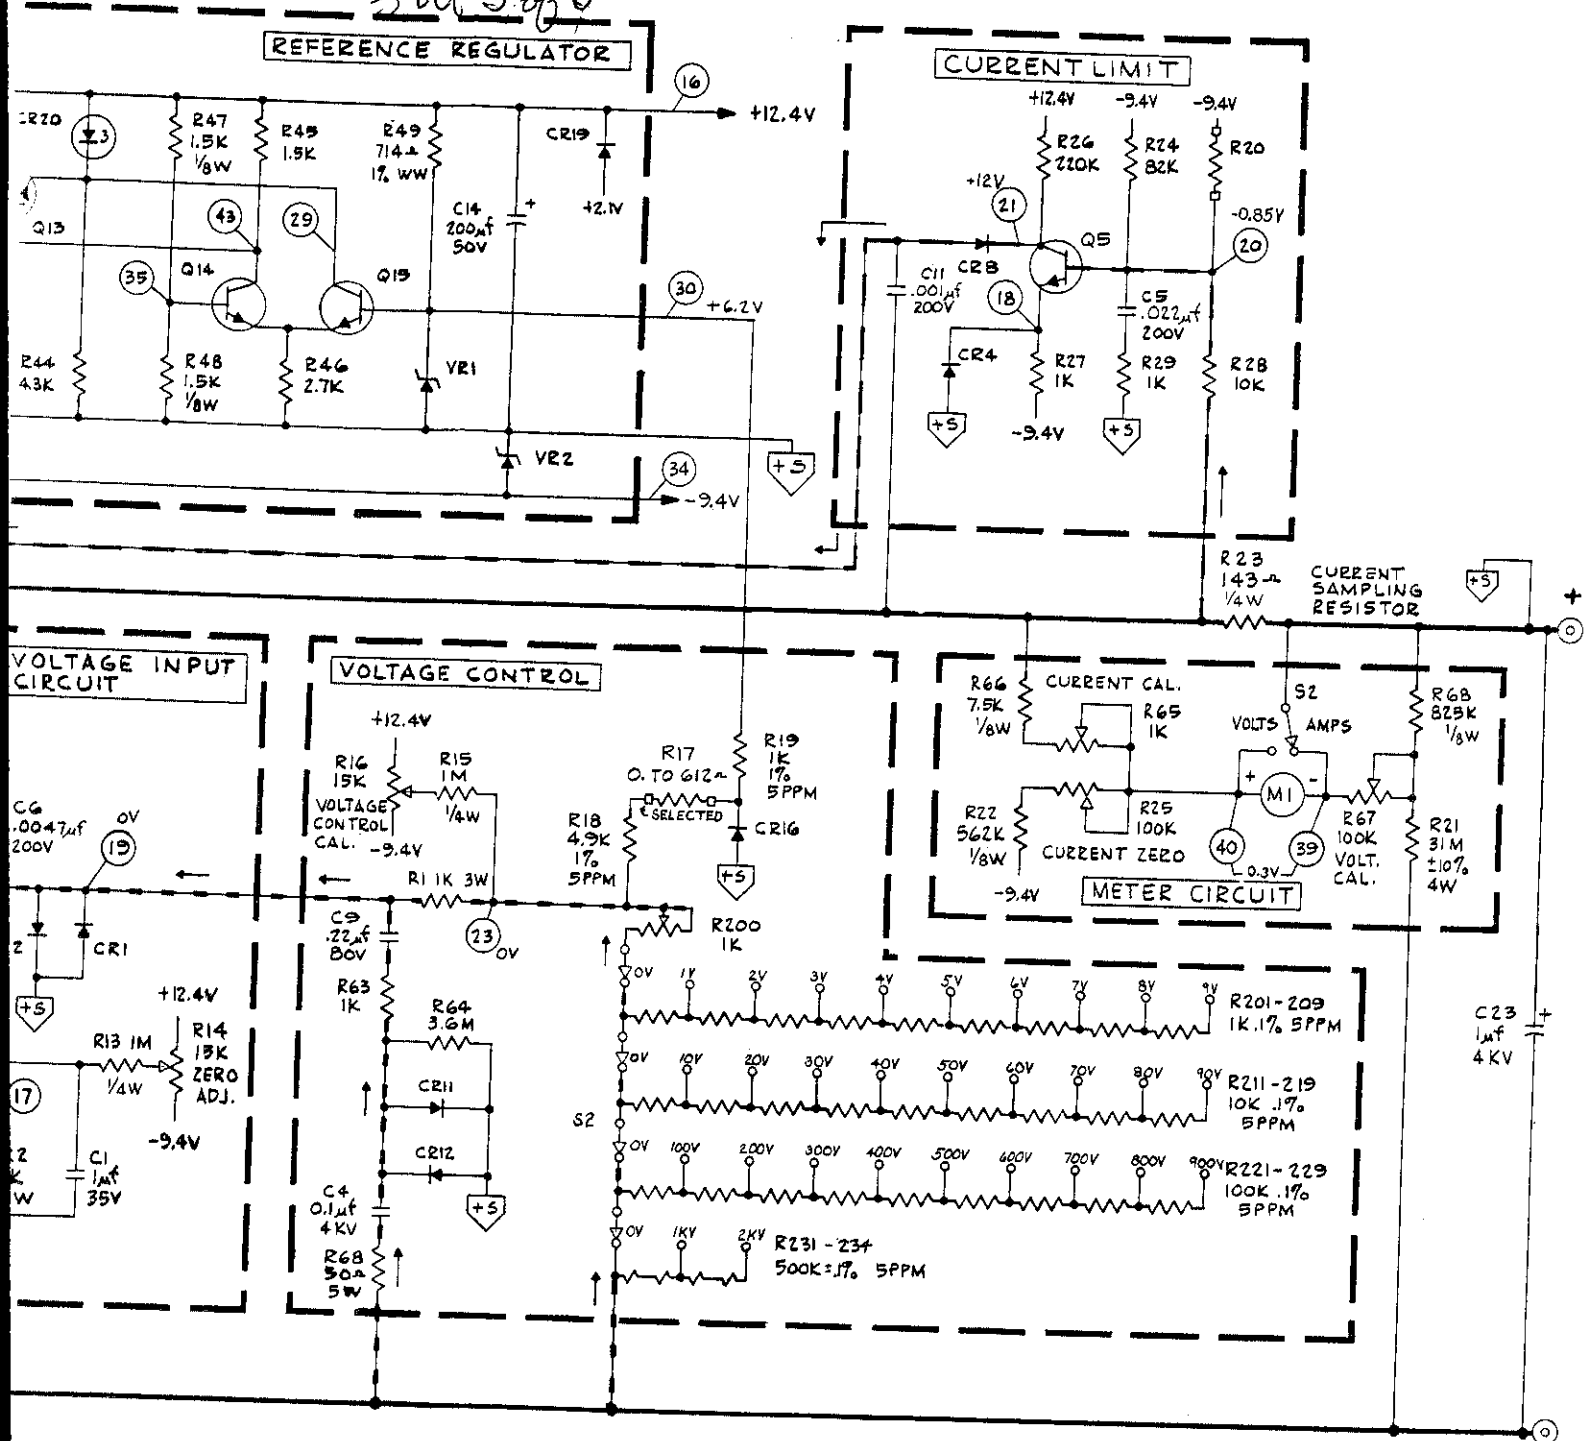 REFERENCE REGULATOR
CR20
3
R47
1.5K
1/8W
R45
1.5K
R49
714Ω
1% WW
C14
200µf
50V
+
CR19
+2.1V
16
+12.4V
Q13
43
29
35
Q14
Q15
30
+6.2V
R44
43K
R48
1.5K
1/8W
R46
2.7K
VR1
VR2
34
-9.4V
+S
CURRENT LIMIT
+12.4V
-9.4V
-9.4V
R26
220K
R24
82K
R20
+12V
21
-0.85V
20
Q5
CR8
C11
.001µf
200V
18
C5
.022µf
200V
CR4
R27
1K
R29
1K
R28
10K
+S
-9.4V
+S
R23
143Ω
1/4W
CURRENT
SAMPLING
RESISTOR
+S
+
VOLTAGE INPUT
CIRCUIT
C6
.0047µf
200V
0V
19
2
CR1
+S
+12.4V
R13 1M
1/4W
R14
15K
ZERO
ADJ.
-9.4V
17
C1
1µf
35V
VOLTAGE CONTROL
+12.4V
R16
15K
VOLTAGE
CONTROL
CAL.
-9.4V
R15
1M
1/4W
R17
0. TO 612Ω
SELECTED
R19
1K
1%
5PPM
R18
4.9K
1%
5PPM
CR16
+S
R1 1K 3W
23
0V
C9
.22µf
80V
R63
1K
R64
3.6M
CR11
CR12
+S
C4
0.1µf
4KV
R68
30Ω
5W
R200
1K
0V 1V 2V 3V 4V 5V 6V 7V 8V 9V
R201-209
1K .1% 5PPM
0V 10V 20V 30V 40V 50V 60V 70V 80V 90V
R211-219
10K .1%
5PPM
S2
0V 100V 200V 300V 400V 500V 600V 700V 800V 900V
R221-229
100K .1%
5PPM
0V 1KV 2KV
R231-234
500K ±.1% 5PPM
R66
7.5K
1/8W
CURRENT CAL.
R65
1K
S2
VOLTS AMPS
R68
825K
1/8W
+ M1 -
R22
562K
1/8W
-9.4V
R25
100K
CURRENT ZERO
40
0.3V
39
R67
100K
VOLT.
CAL.
R21
31M
±10%
4W
METER CIRCUIT
C23
1µf
4KV
+